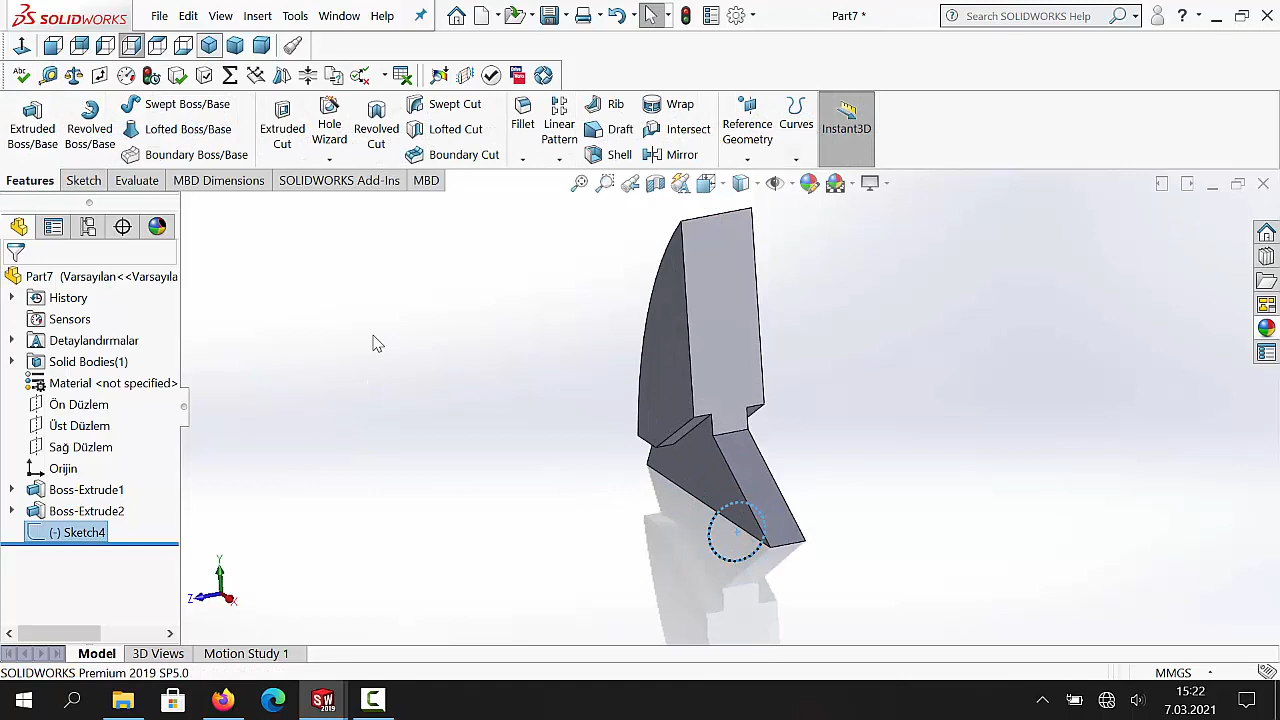 SOLIDWORKS
File Edit View Insert Tools Window Help
Part7 *
Search SOLIDWORKS Help
?
Abc
Extruded Boss/Base
Revolved Boss/Base
Swept Boss/Base
Lofted Boss/Base
Boundary Boss/Base
Extruded Cut
Hole Wizard
Revolved Cut
Swept Cut
Lofted Cut
Boundary Cut
Fillet
Linear Pattern
Rib
Draft
Shell
Wrap
Intersect
Mirror
Reference Geometry
Curves
Instant3D
Features Sketch Evaluate MBD Dimensions SOLIDWORKS Add-Ins MBD
Part7 (Varsayılan<<Varsayıla
History
Sensors
Detaylandırmalar
Solid Bodies(1)
Material <not specified>
Ön Düzlem
Üst Düzlem
Sağ Düzlem
Orijin
Boss-Extrude1
Boss-Extrude2
(-) Sketch4
Y
Z
X
Model 3D Views Motion Study 1
SOLIDWORKS Premium 2019 SP5.0
MMGS
SW
2019
15:22
7.03.2021